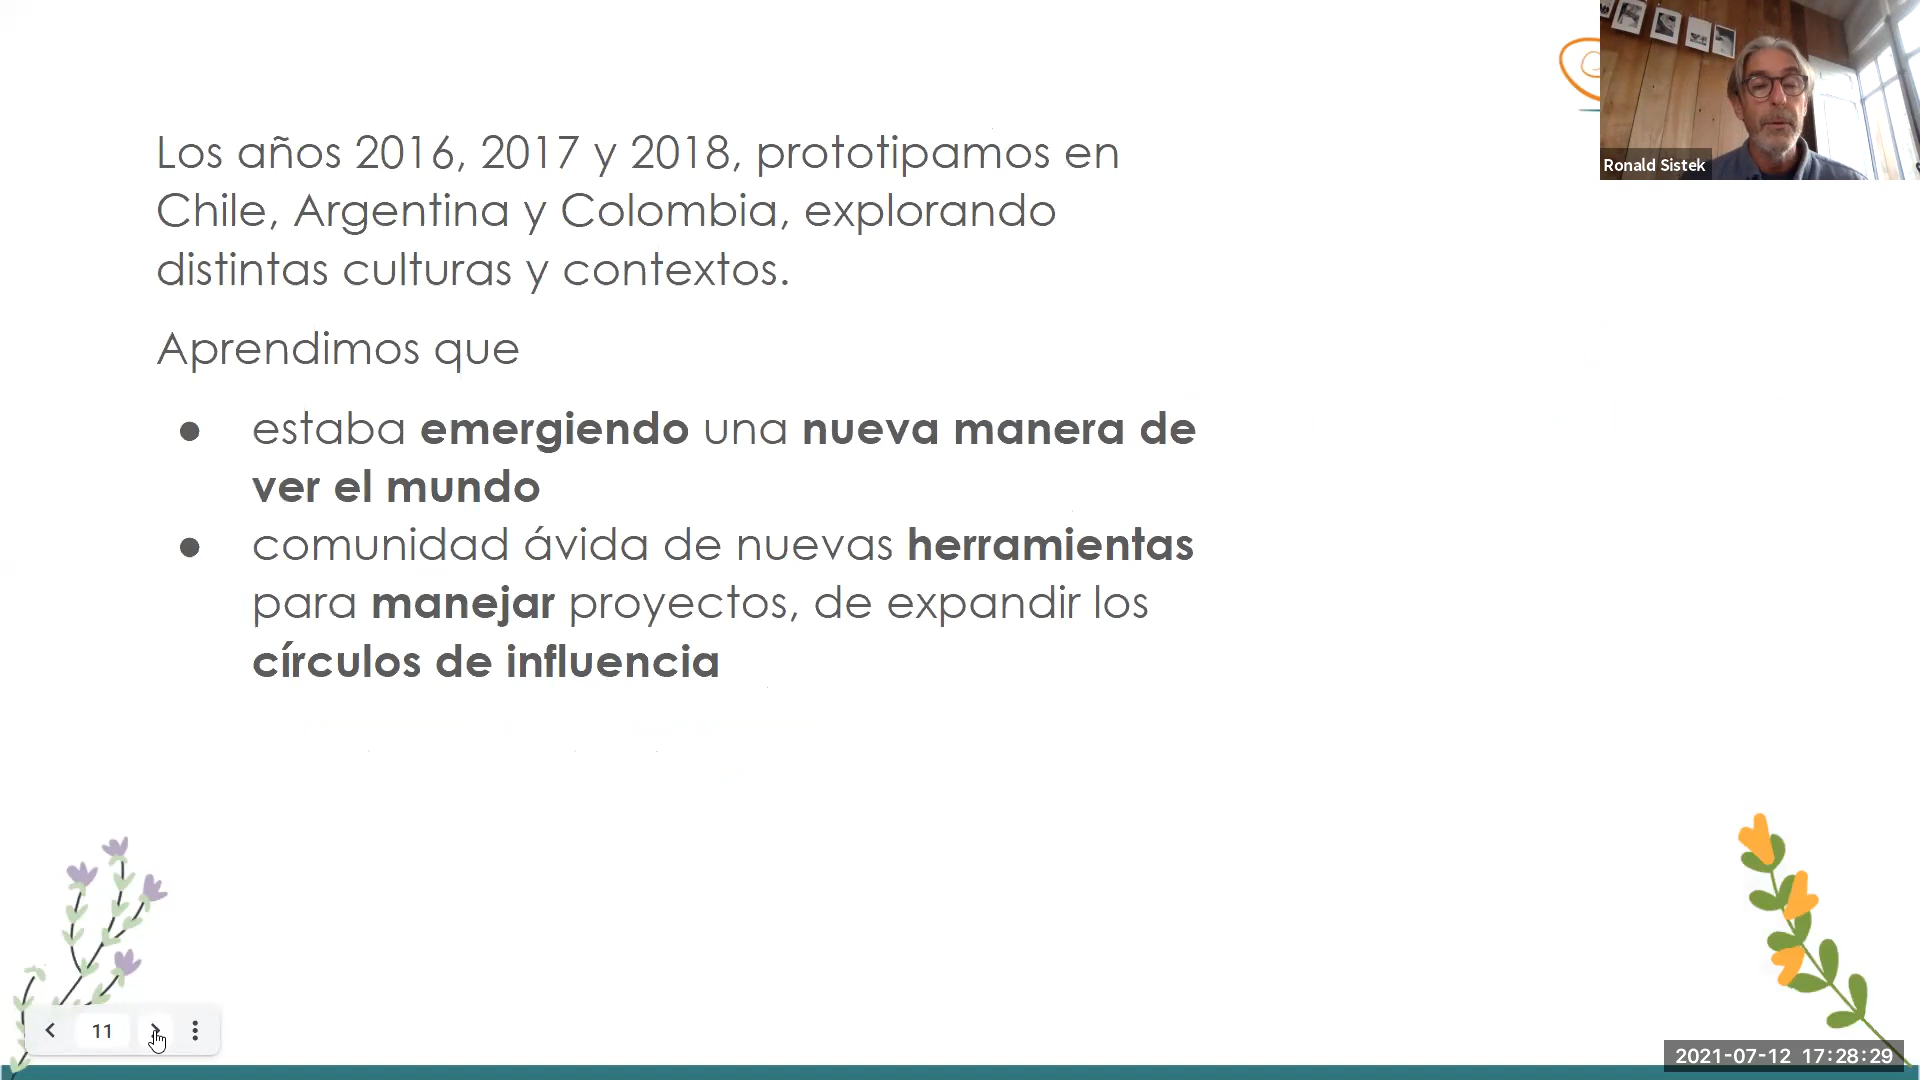 Los años 2016, 2017 y 2018, prototipamos en
Chile, Argentina y Colombia, explorando
distintas culturas y contextos.
Aprendimos que
● estaba emergiendo una nueva manera de
ver el mundo
● comunidad ávida de nuevas herramientas
para manejar proyectos, de expandir los
círculos de influencia
Ronald Sistek
11
2021-07-12 17:28:29